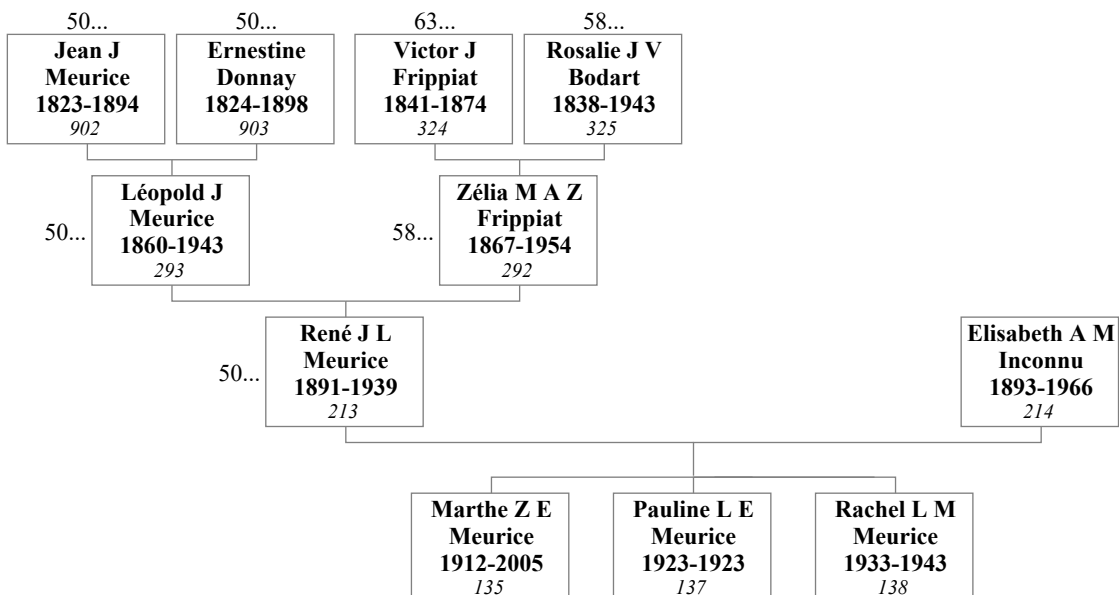 50...
50...
63...
58...
Jean J
Meurice
1823-1894
902
Ernestine
Donnay
1824-1898
903
Victor J
Frippiat
1841-1874
324
Rosalie J V
Bodart
1838-1943
325
50...
Léopold J
Meurice
1860-1943
293
58...
Zélia M A Z
Frippiat
1867-1954
292
50...
René J L
Meurice
1891-1939
213
Elisabeth A M
Inconnu
1893-1966
214
Marthe Z E
Meurice
1912-2005
135
Pauline L E
Meurice
1923-1923
137
Rachel L M
Meurice
1933-1943
138